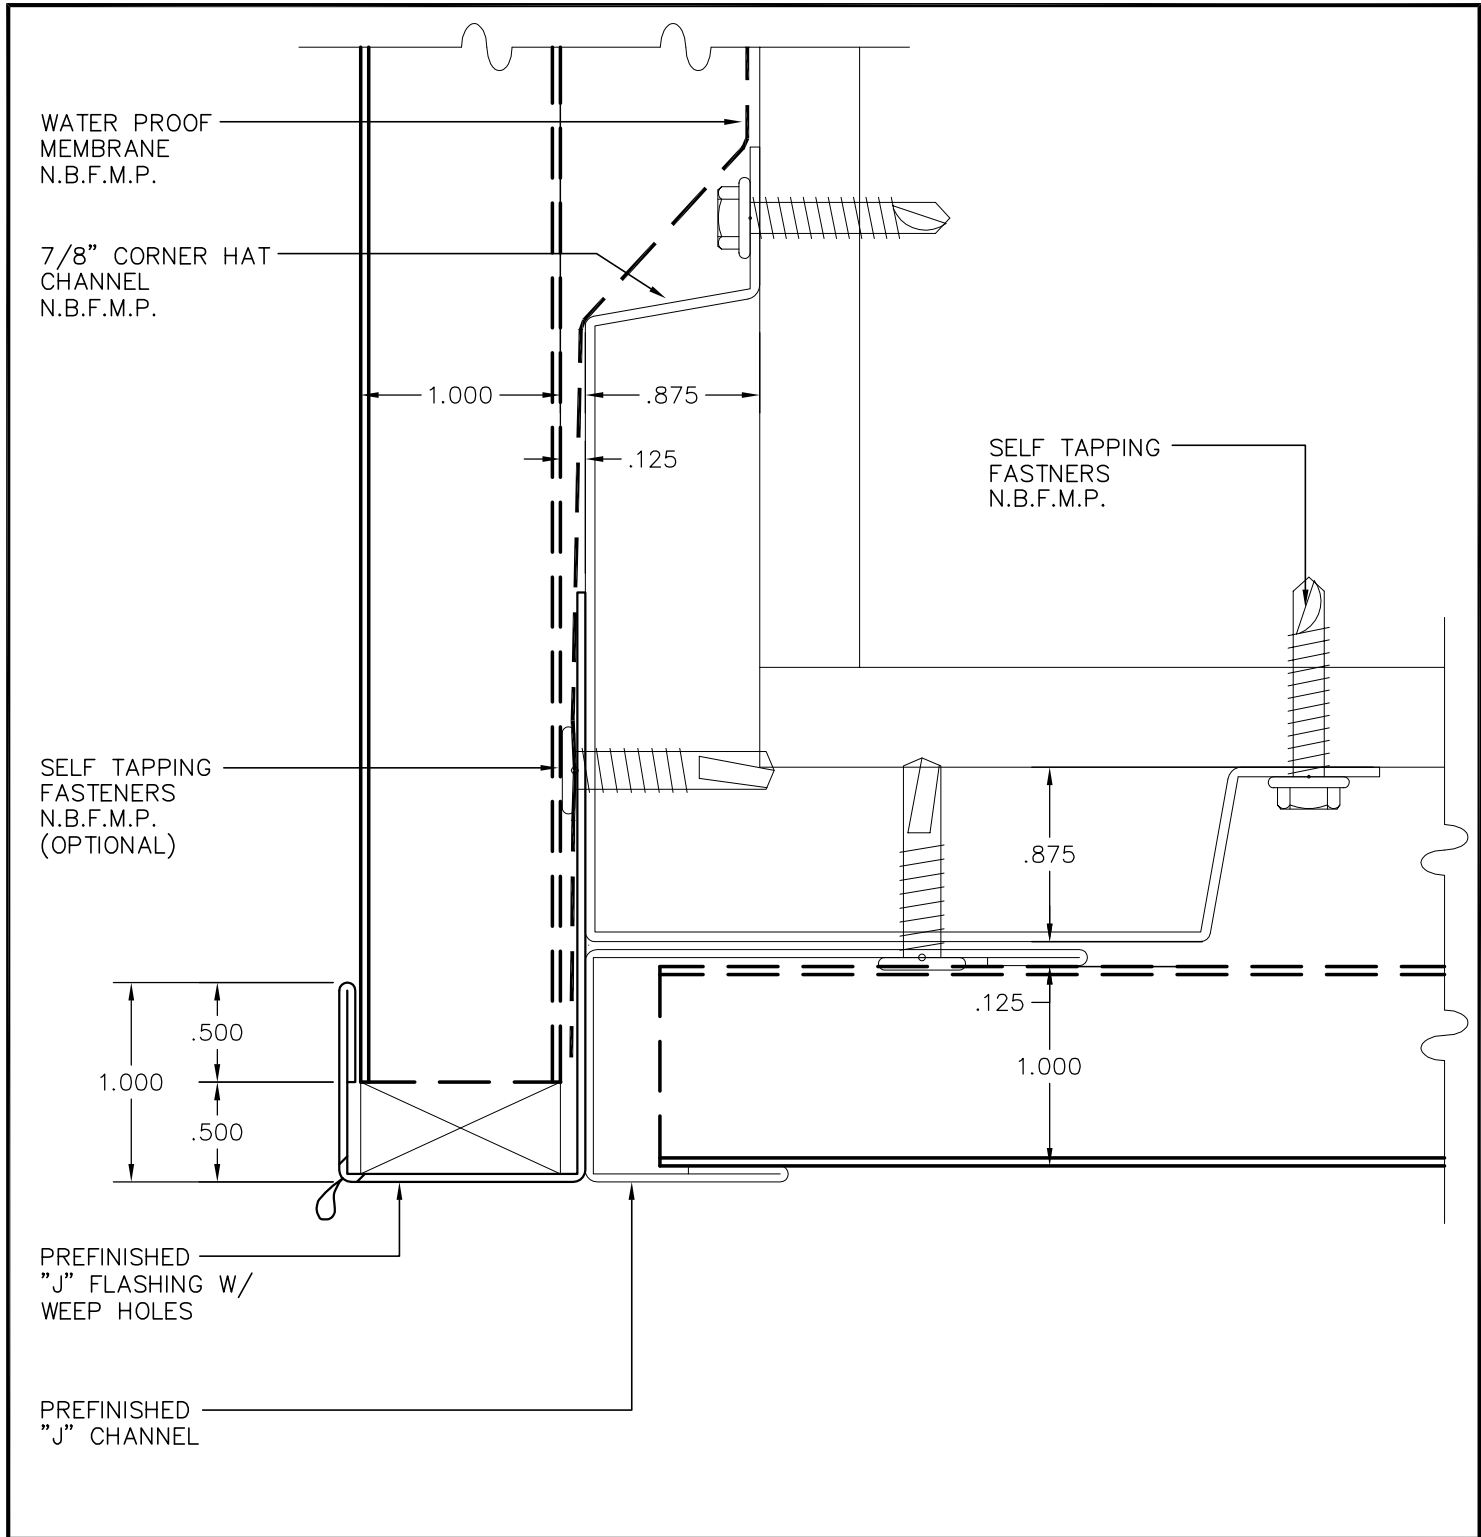 WATER PROOF
MEMBRANE
N.B.F.M.P.
7/8" CORNER HAT
CHANNEL
N.B.F.M.P.
1.000
.875
.125
SELF TAPPING
FASTNERS
N.B.F.M.P.
SELF TAPPING
FASTENERS
N.B.F.M.P.
(OPTIONAL)
.875
.125
1.000
.500
1.000
.500
PREFINISHED
"J" FLASHING W/
WEEP HOLES
PREFINISHED
"J" CHANNEL